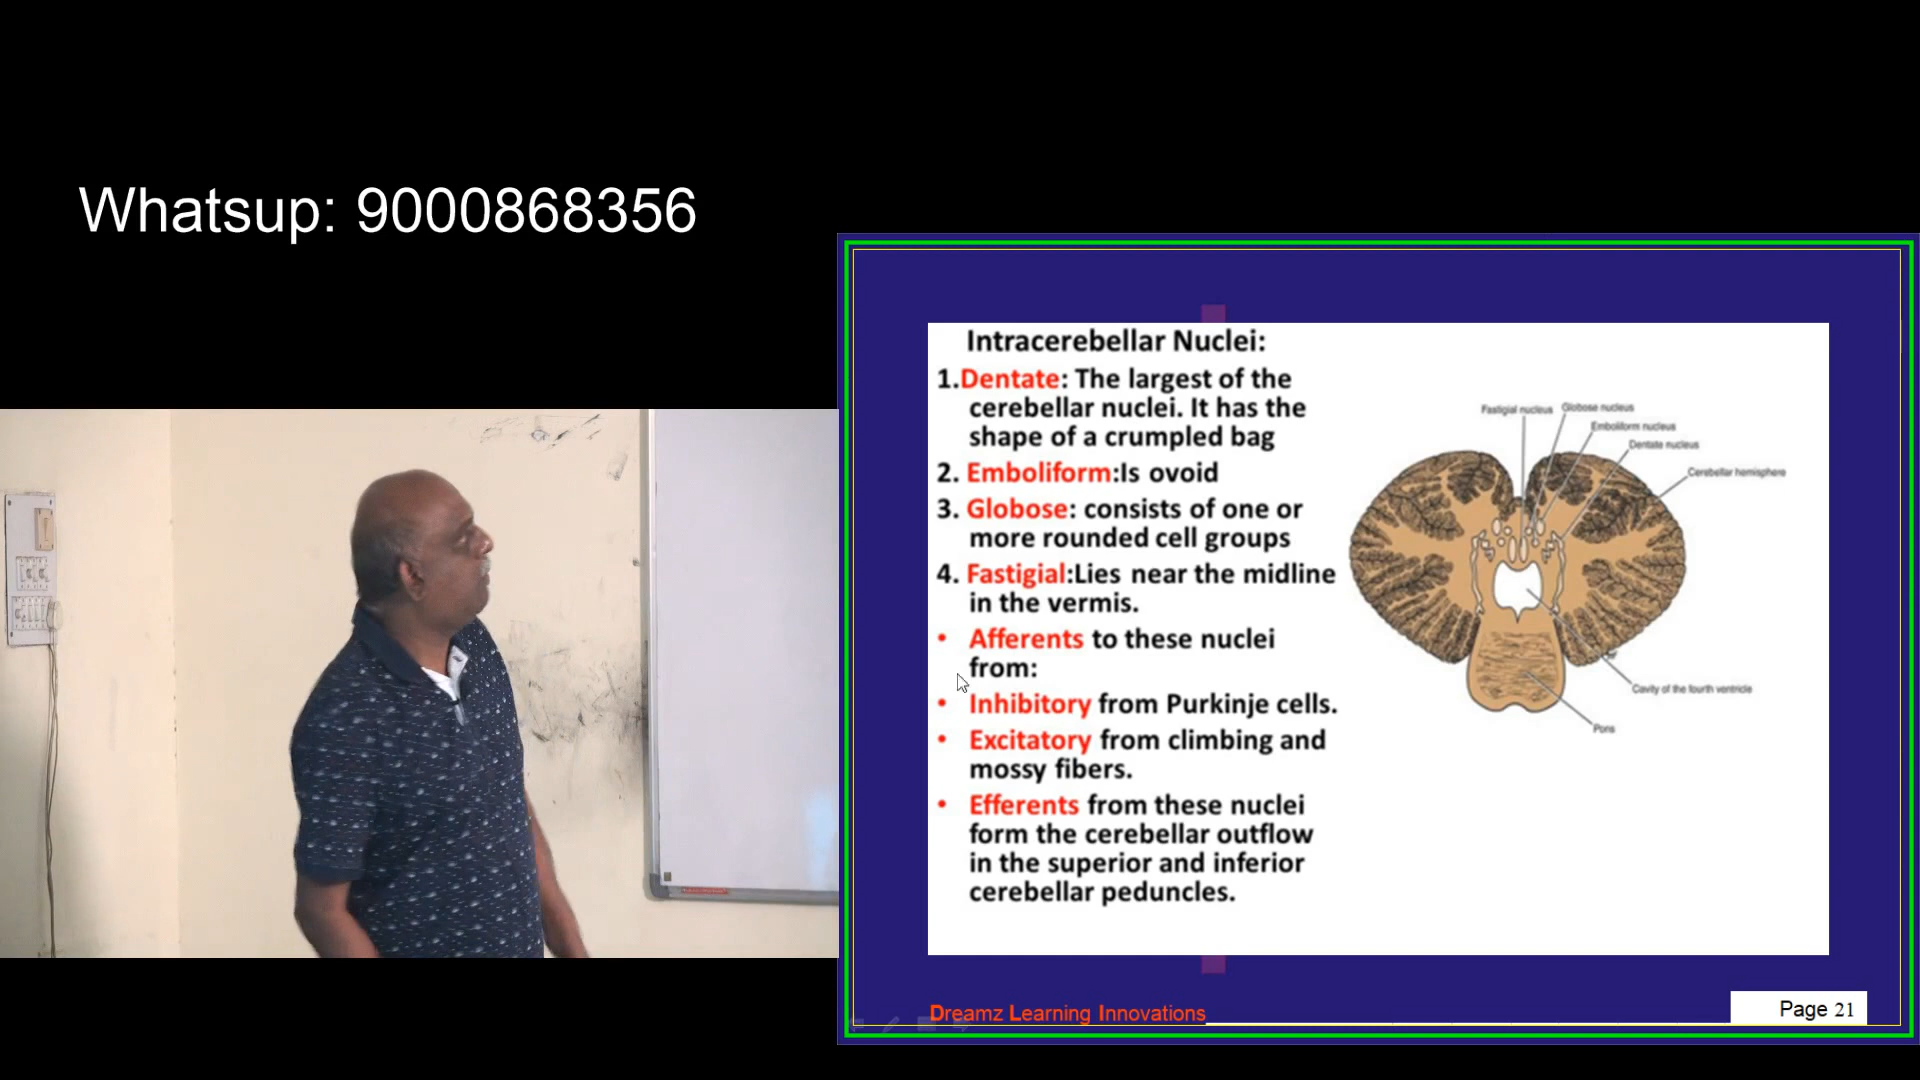 Whatsup: 9000868356
Intracerebellar Nuclei:
1.Dentate: The largest of the
cerebellar nuclei. It has the
shape of a crumpled bag
2. Emboliform:Is ovoid
3. Globose: consists of one or
more rounded cell groups
4. Fastigial:Lies near the midline
in the vermis.
• Afferents to these nuclei
from:
• Inhibitory from Purkinje cells.
• Excitatory from climbing and
mossy fibers.
• Efferents from these nuclei
form the cerebellar outflow
in the superior and inferior
cerebellar peduncles.
Fastigial nucleus
Globose nucleus
Emboliform nucleus
Dentate nucleus
Cerebellar hemisphere
Cavity of the fourth ventricle
Pons
Dreamz Learning Innovations
Page 21